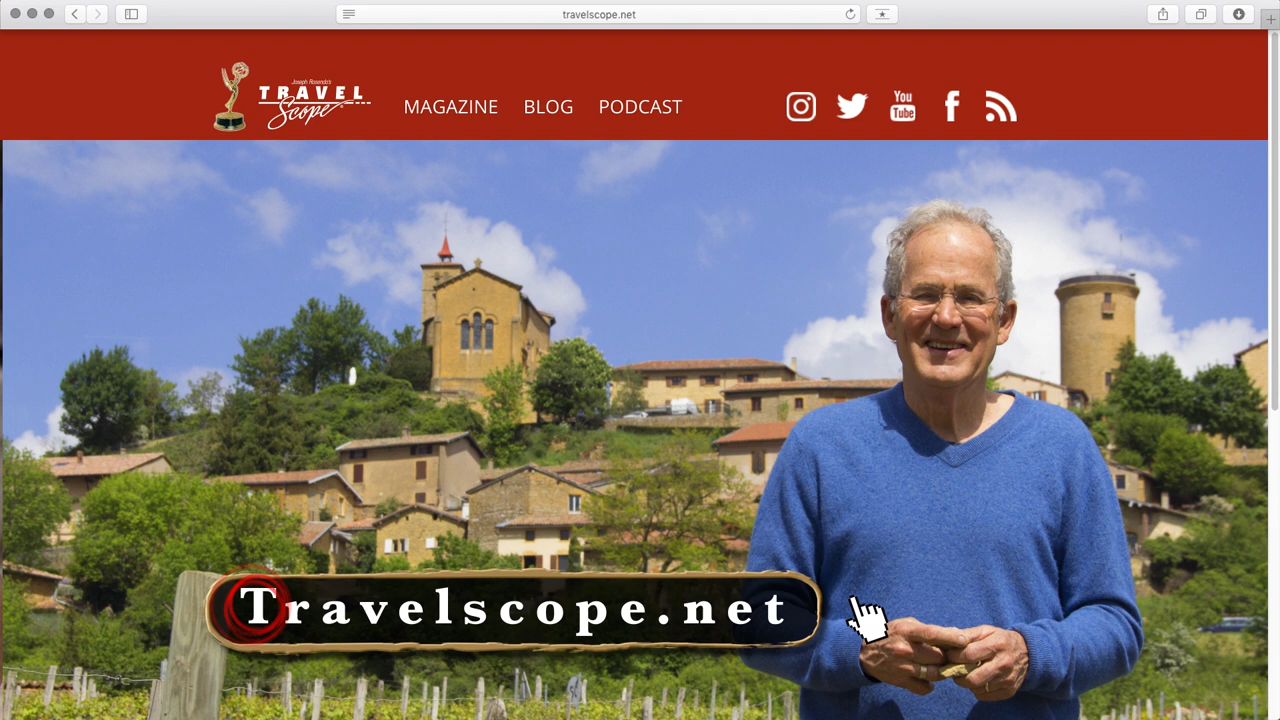 travelscope.net
Joseph Rosendo's
TRAVEL
Scope
MAGAZINE BLOG PODCAST
You
Tube
Travelscope.net